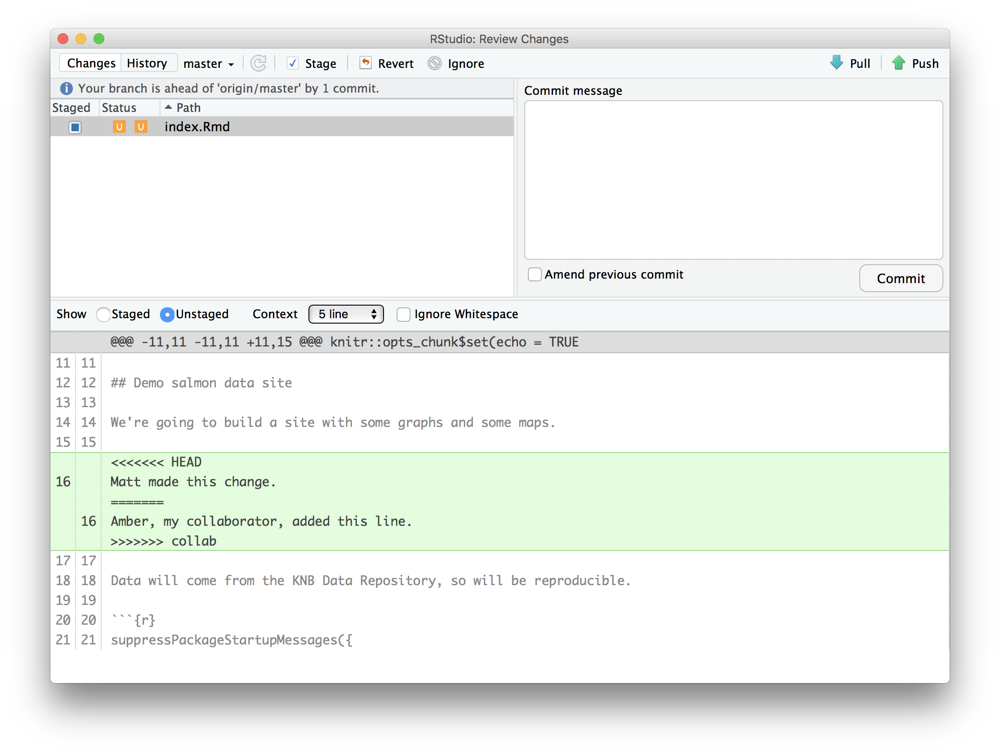 RStudio: Review Changes
Changes History master Stage Revert Ignore Pull Push
Your branch is ahead of 'origin/master' by 1 commit.
Staged Status Path
U U index.Rmd
Commit message
Amend previous commit
Commit
Show Staged Unstaged Context 5 line Ignore Whitespace
@@@ -11,11 -11,11 +11,15 @@@ knitr::opts_chunk$set(echo = TRUE
11 11
12 12 ## Demo salmon data site
13 13
14 14 We're going to build a site with some graphs and some maps.
15 15
<<<<<<< HEAD
16 Matt made this change.
=======
16 Amber, my collaborator, added this line.
>>>>>>> collab
17 17
18 18 Data will come from the KNB Data Repository, so will be reproducible.
19 19
20 20 ```{r}
21 21 suppressPackageStartupMessages({